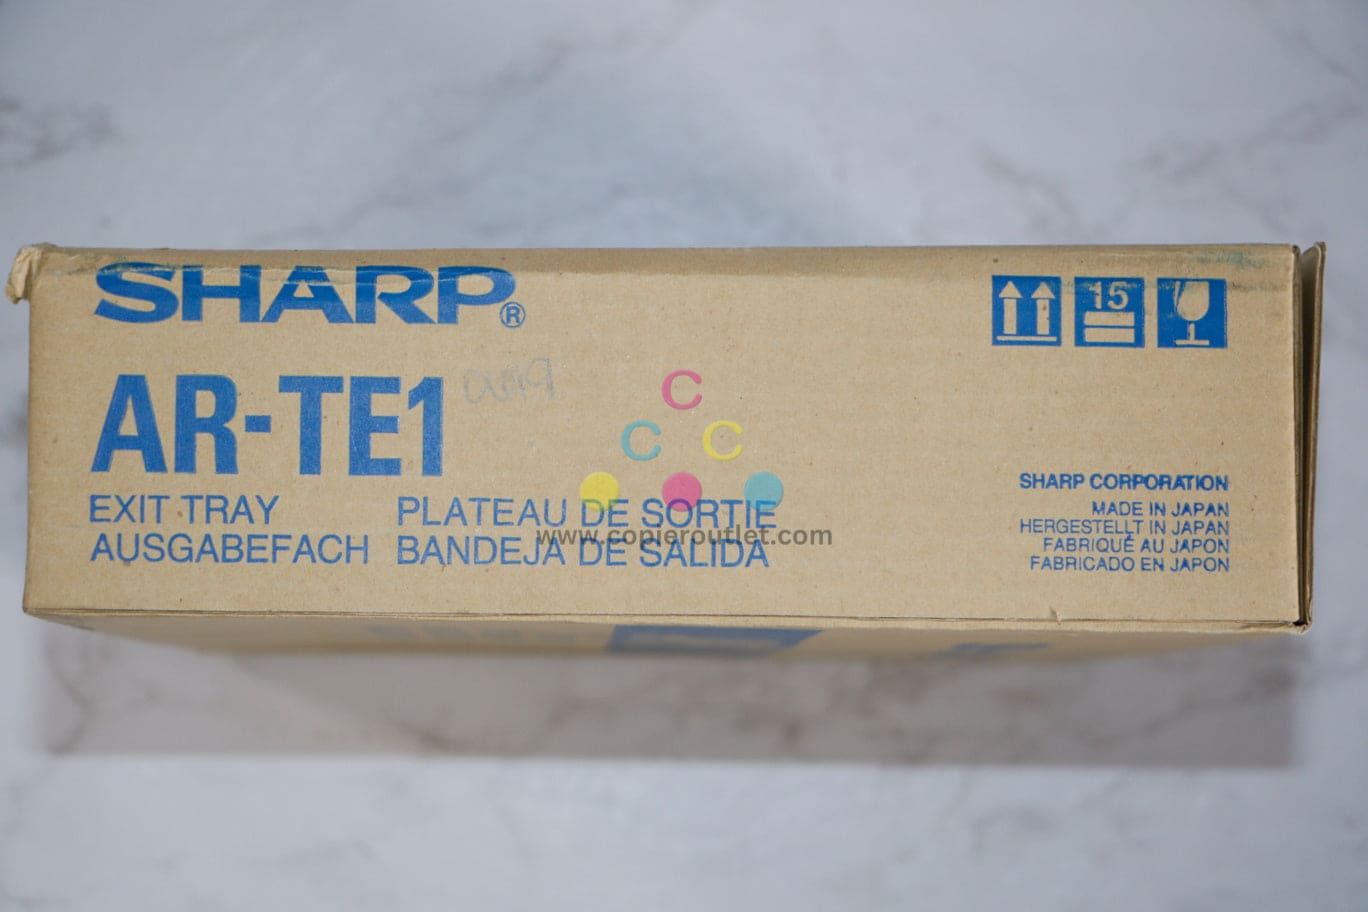 SHARP®
AR-TE1
EXIT TRAY PLATEAU DE SORTIE
AUSGABEFACH BANDEJA DE SALIDA
15
SHARP CORPORATION
MADE IN JAPAN
HERGESTELLT IN JAPAN
FABRIQUÉ AU JAPON
FABRICADO EN JAPON
C
C C
www.copieroutlet.com